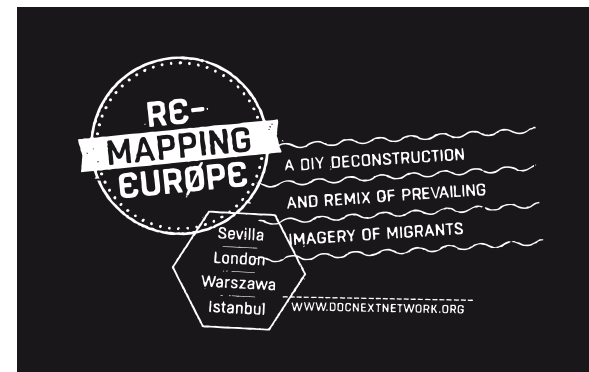 RE-
MAPPING
EURØPE
A DIY DECONSTRUCTION
AND REMIX OF PREVAILING
IMAGERY OF MIGRANTS
Sevilla
London
Warszawa
Istanbul
WWW.DOCNEXTNETWORK.ORG